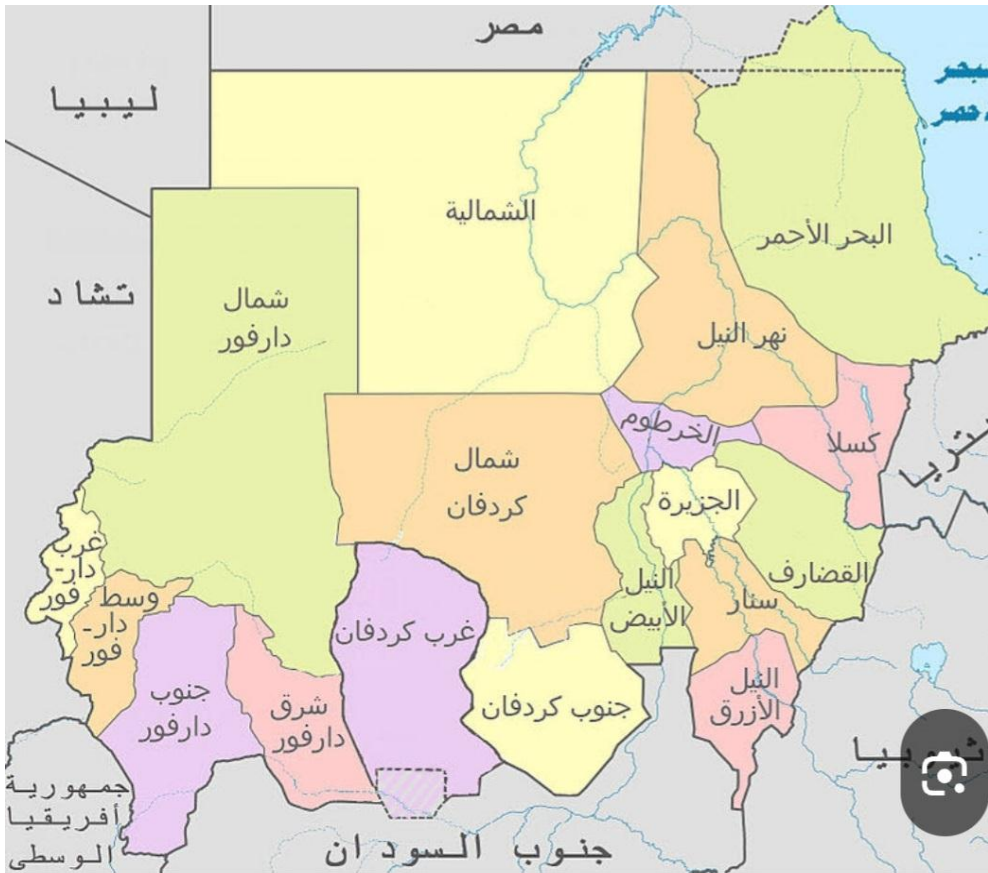 مصر
ليبيا
الشمالية
البحر الأحمر
تشاد
شمال
دارفور
نهر النيل
الخرطوم
كسلا
شمال
كردفان
الجزيرة
القضارف
النيل
الأبيض
سنار
غرب
دار-
فور
وسط
دار-
فور
غرب كردفان
جنوب
دارفور
شرق
دارفور
جنوب كردفان
النيل
الأزرق
جمهورية
أفريقيا
الوسطى
جنوب السودان